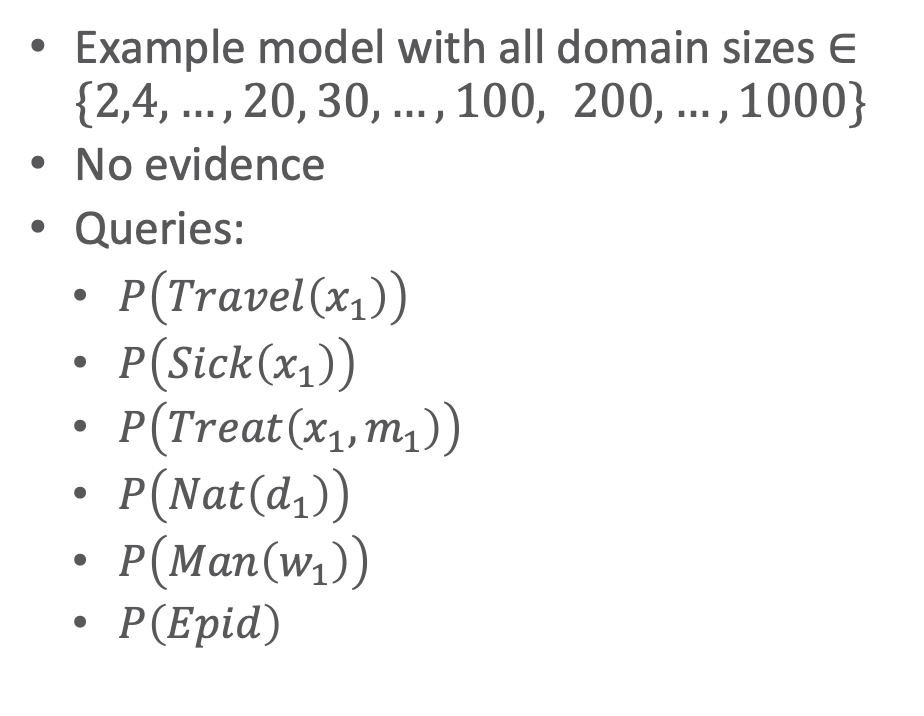 • Example model with all domain sizes ∈
{2,4, … , 20, 30, … , 100, 200, … , 1000}
• No evidence
• Queries:
• P(Travel(x₁))
• P(Sick(x₁))
• P(Treat(x₁, m₁))
• P(Nat(d₁))
• P(Man(w₁))
• P(Epid)